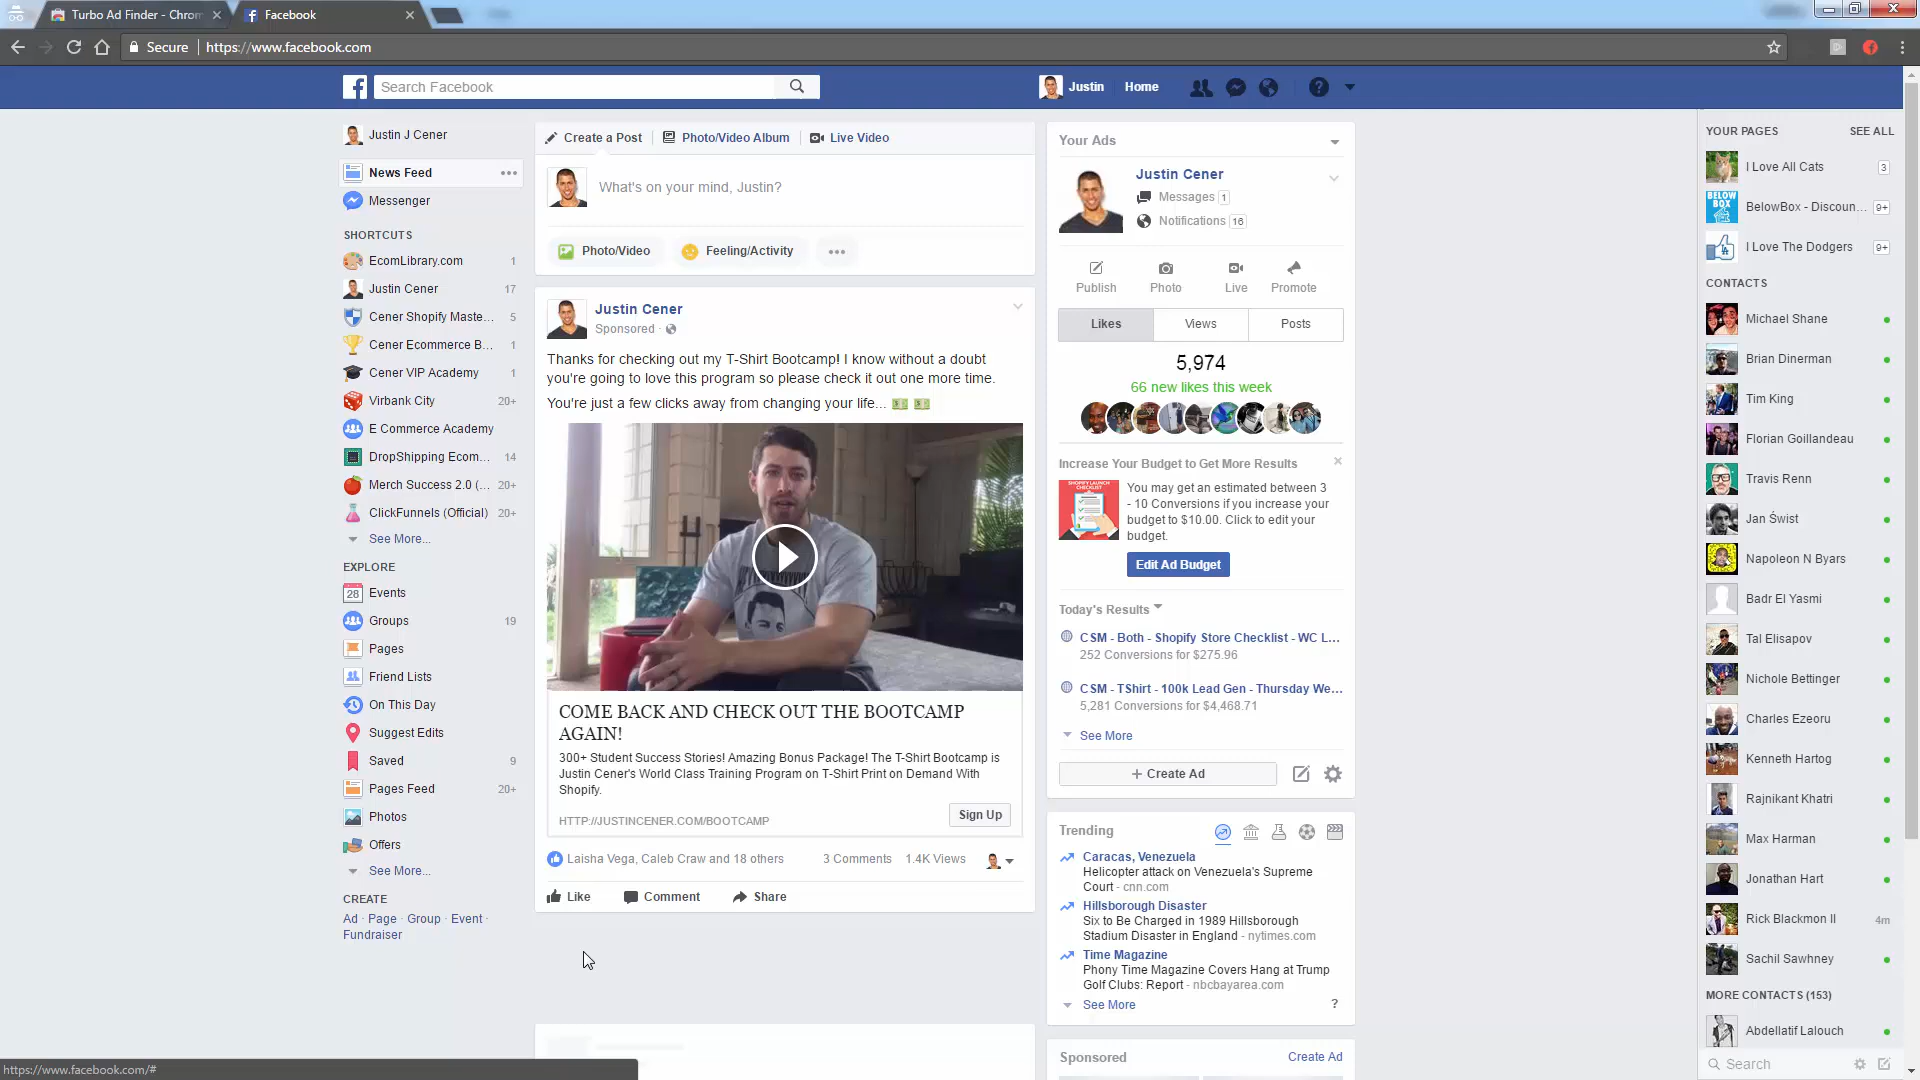 Turbo Ad Finder - Chrom
Facebook
Secure
https://www.facebook.com
Search Facebook
Justin
Home
Justin J Cener
News Feed
Messenger
SHORTCUTS
EcomLibrary.com 1
Justin Cener 17
Cener Shopify Maste... 5
Cener Ecommerce B... 1
Cener VIP Academy 1
Virbank City 20+
E Commerce Academy
DropShipping Ecom... 14
Merch Success 2.0 (... 20+
ClickFunnels (Official) 20+
See More...
EXPLORE
28 Events
Groups 19
Pages
Friend Lists
On This Day
Suggest Edits
Saved 9
Pages Feed 20+
Photos
Offers
See More...
CREATE
Ad · Page · Group · Event ·
Fundraiser
Create a Post
Photo/Video Album
Live Video
What's on your mind, Justin?
Photo/Video
Feeling/Activity
Justin Cener
Sponsored ·
Thanks for checking out my T-Shirt Bootcamp! I know without a doubt
you're going to love this program so please check it out one more time.
You're just a few clicks away from changing your life...
COME BACK AND CHECK OUT THE BOOTCAMP
AGAIN!
300+ Student Success Stories! Amazing Bonus Package! The T-Shirt Bootcamp is
Justin Cener's World Class Training Program on T-Shirt Print on Demand With
Shopify.
HTTP://JUSTINCENER.COM/BOOTCAMP
Sign Up
Laisha Vega, Caleb Craw and 18 others
3 Comments
1.4K Views
Like
Comment
Share
Your Ads
Justin Cener
Messages 1
Notifications 16
Publish
Photo
Live
Promote
Likes
Views
Posts
5,974
66 new likes this week
Increase Your Budget to Get More Results
SHOPIFY LAUNCH
CHECKLIST
You may get an estimated between 3
- 10 Conversions if you increase your
budget to $10.00. Click to edit your
budget.
Edit Ad Budget
Today's Results
CSM - Both - Shopify Store Checklist - WC L...
252 Conversions for $275.96
CSM - TShirt - 100k Lead Gen - Thursday We...
5,281 Conversions for $4,468.71
See More
+ Create Ad
Trending
Caracas, Venezuela
Helicopter attack on Venezuela's Supreme
Court - cnn.com
Hillsborough Disaster
Six to Be Charged in 1989 Hillsborough
Stadium Disaster in England - nytimes.com
Time Magazine
Phony Time Magazine Covers Hang at Trump
Golf Clubs: Report - nbcbayarea.com
See More
?
Sponsored
Create Ad
YOUR PAGES
SEE ALL
I Love All Cats 3
BELOW
BOX
BelowBox - Discoun... 9+
I Love The Dodgers 9+
CONTACTS
Michael Shane
Brian Dinerman
Tim King
Florian Goillandeau
Travis Renn
Jan Świst
Napoleon N Byars
Badr El Yasmi
Tal Elisapov
Nichole Bettinger
Charles Ezeoru
Kenneth Hartog
Rajnikant Khatri
Max Harman
Jonathan Hart
Rick Blackmon II 4m
Sachil Sawhney
MORE CONTACTS (153)
Abdellatif Lalouch
Search
https://www.facebook.com/#